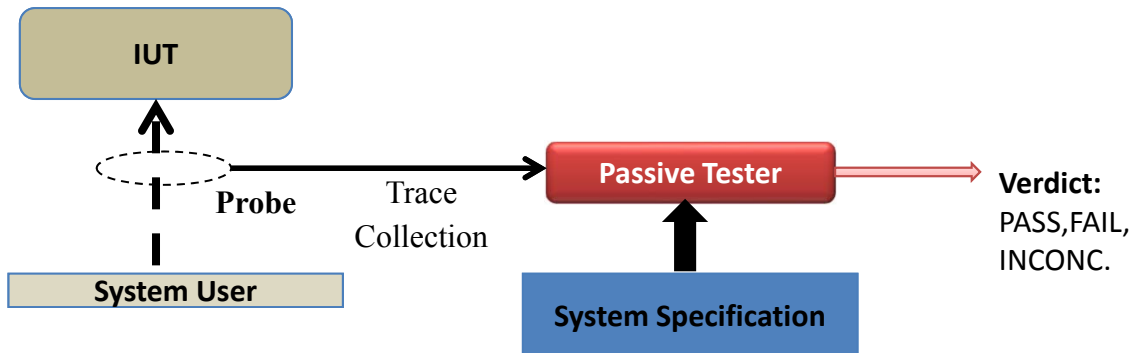 IUT
Probe
Trace
Collection
Passive Tester
Verdict:
PASS,FAIL,
INCONC.
System User
System Specification